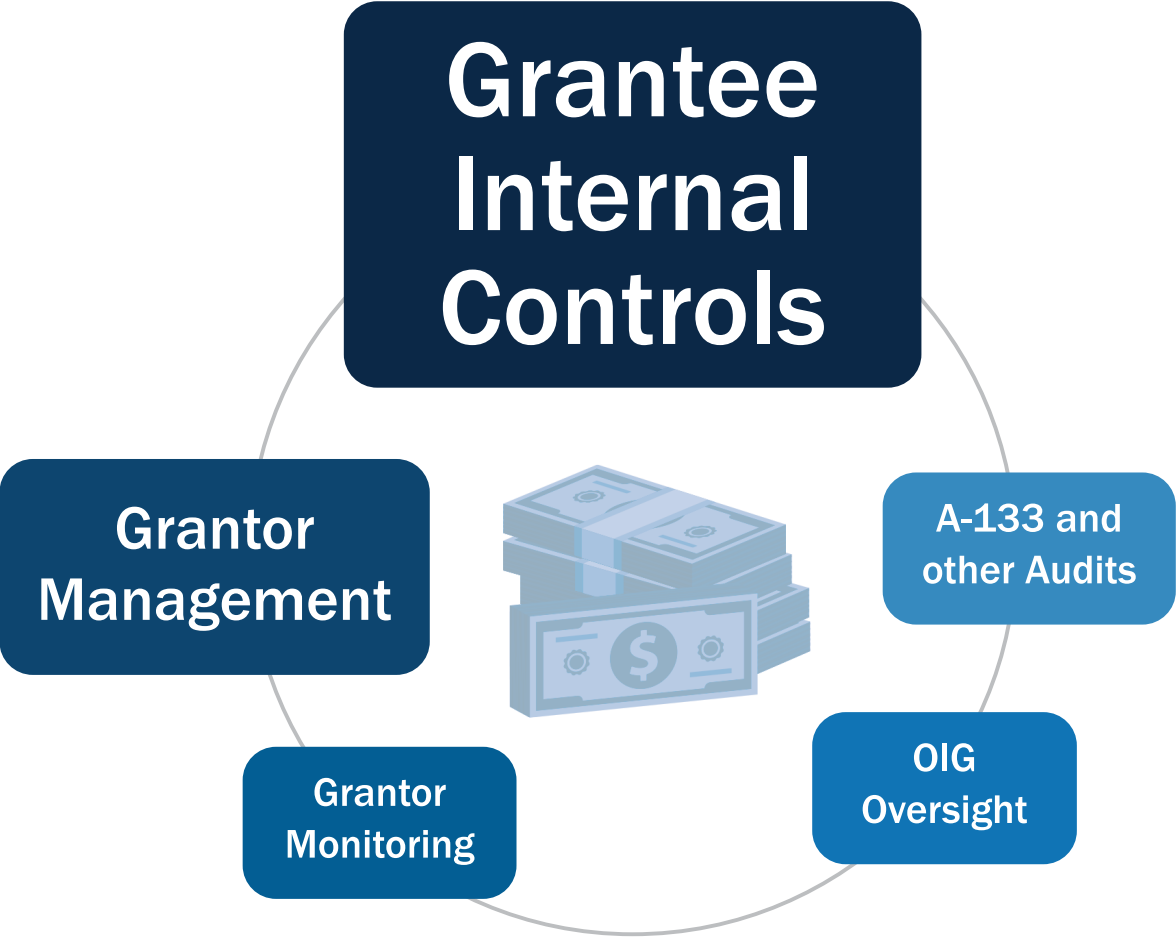 Grantee
Internal
Controls
Grantor
Management
A-133 and
other Audits
Grantor
Monitoring
OIG
Oversight
$